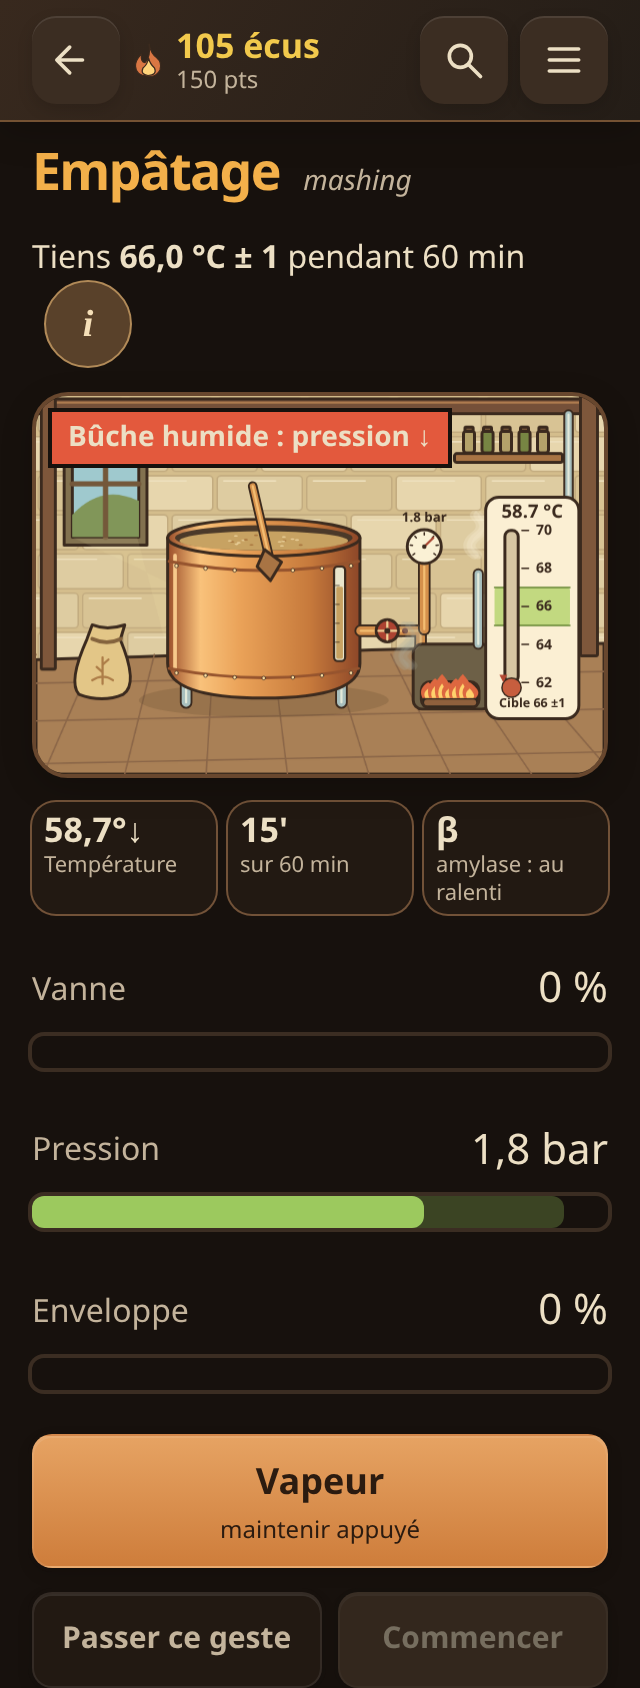 105 écus
150 pts
Empâtage mashing
Tiens 66,0 °C ± 1 pendant 60 min
i
Bûche humide : pression ↓
1.8 bar
58.7 °C
70
68
66
64
62
Cible 66 ±1
58,7°↓
Température
15'
sur 60 min
β
amylase : au
ralenti
Vanne 0 %
Pression 1,8 bar
Enveloppe 0 %
Vapeur
maintenir appuyé
Passer ce geste
Commencer